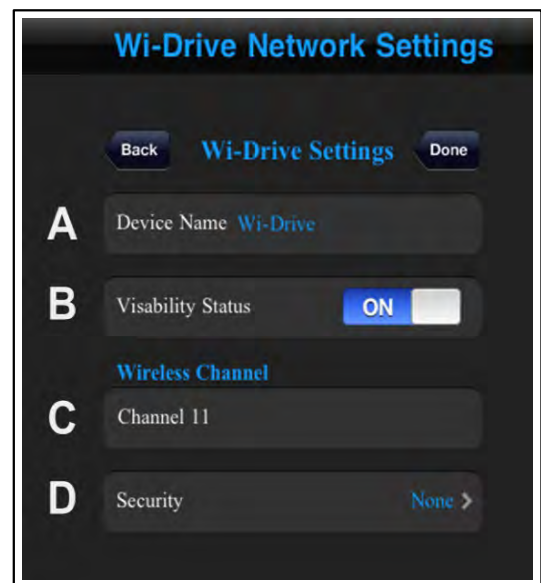 Wi-Drive Network Settings
Back Wi-Drive Settings Done
A Device Name Wi-Drive
B Visability Status ON
Wireless Channel
C Channel 11
D Security None >